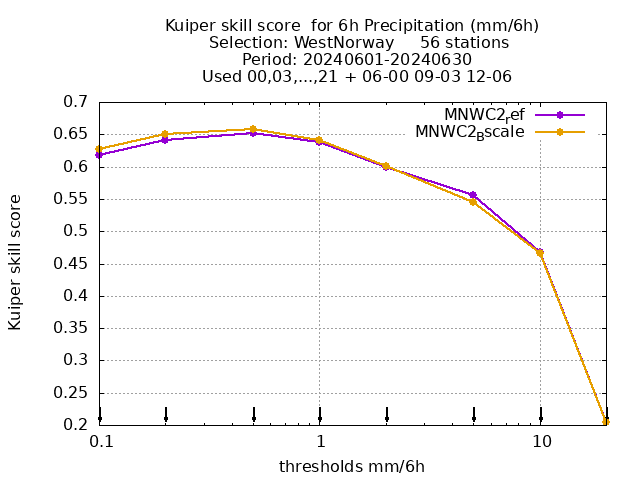 Kuiper skill score  for 6h Precipitation (mm/6h)
Selection: WestNorway     56 stations
Period: 20240601-20240630
Used 00,03,...,21 + 06-00 09-03 12-06
MNWC2ref
MNWC2Bscale
Kuiper skill score
0.7
0.65
0.6
0.55
0.5
0.45
0.4
0.35
0.3
0.25
0.2
0.1
1
10
thresholds mm/6h